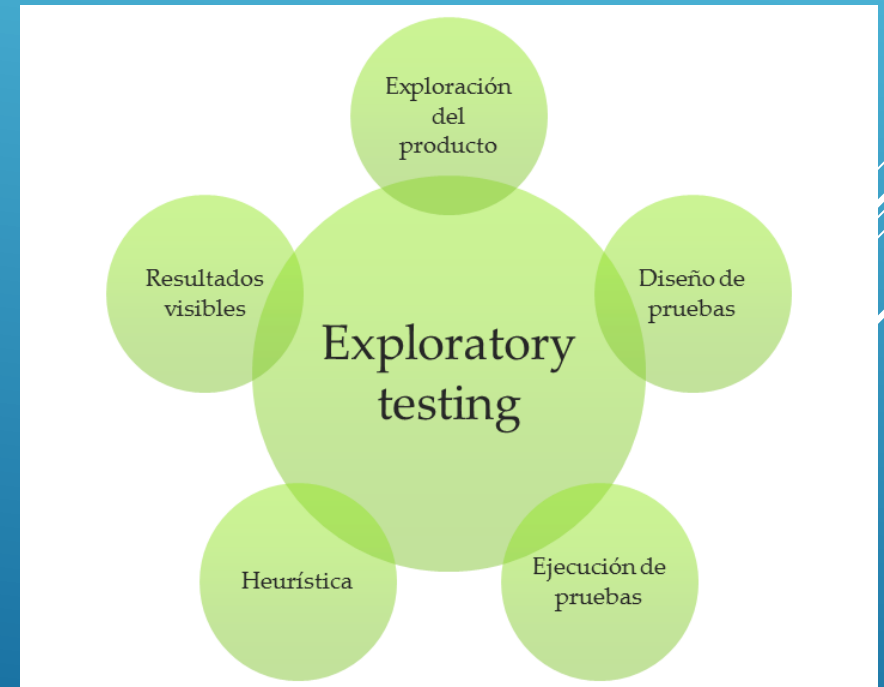 Exploración
del
producto
Resultados
visibles
Diseño de
pruebas
Exploratory
testing
Heurística
Ejecución de
pruebas